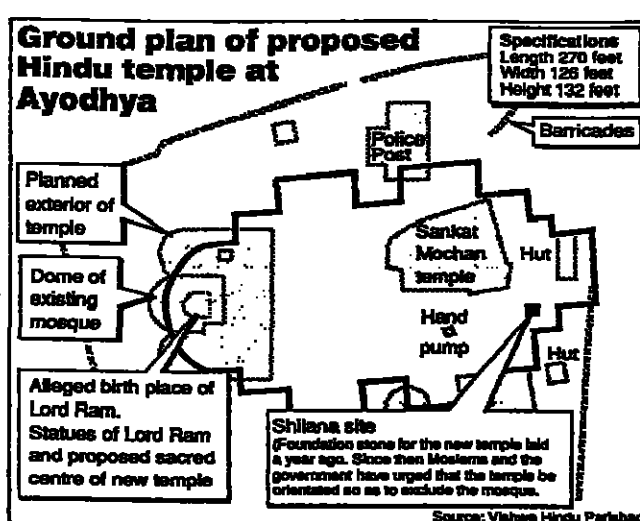 Ground plan of proposed
Hindu temple at
Ayodhya
Specifications
Length 270 feet
Width 126 feet
Height 132 feet
Barricades
Police
Post
Planned
exterior of
temple
Sankat
Mochan
temple
Hut
Dome of
existing
mosque
Hand
pump
Hut
Alleged birth place of
Lord Ram.
Statues of Lord Ram
and proposed sacred
centre of new temple
Shilana site
(Foundation stone for the new temple laid
a year ago. Since then Moslems and the
government have urged that the temple be
orientated so as to exclude the mosque.
Source: Vishwa Hindu Parishad